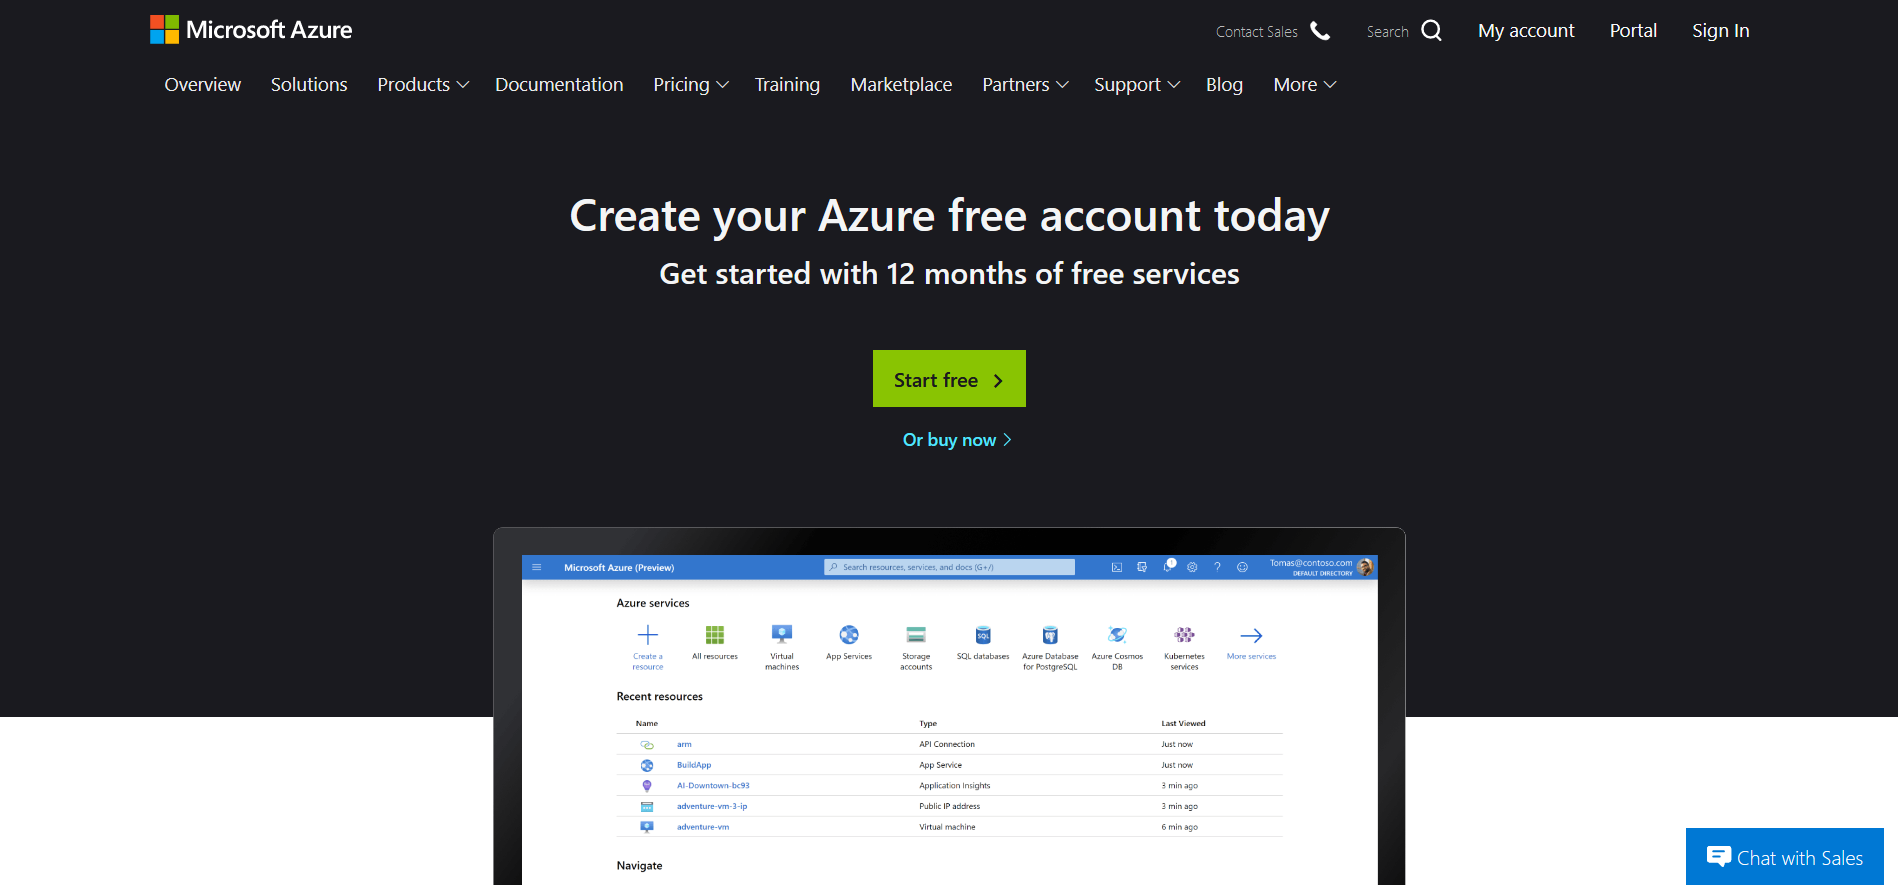 Microsoft Azure
Contact Sales
Search
My account
Portal
Sign In
Overview
Solutions
Products
Documentation
Pricing
Training
Marketplace
Partners
Support
Blog
More
Create your Azure free account today
Get started with 12 months of free services
Start free
Or buy now
Microsoft Azure (Preview)
Search resources, services, and docs (G+/)
1
Tomas@contoso.com
DEFAULT DIRECTORY
Azure services
Create a
resource
All resources
Virtual
machines
App Services
Storage
accounts
SQL
SQL databases
Azure Database
for PostgreSQL
Azure Cosmos
DB
Kubernetes
services
More services
Recent resources
Name Type Last Viewed
arm API Connection Just now
BuildApp App Service Just now
AI-Downtown-bc93 Application Insights 3 min ago
adventure-vm-3-ip Public IP address 3 min ago
adventure-vm Virtual machine 6 min ago
Navigate
Chat with Sales